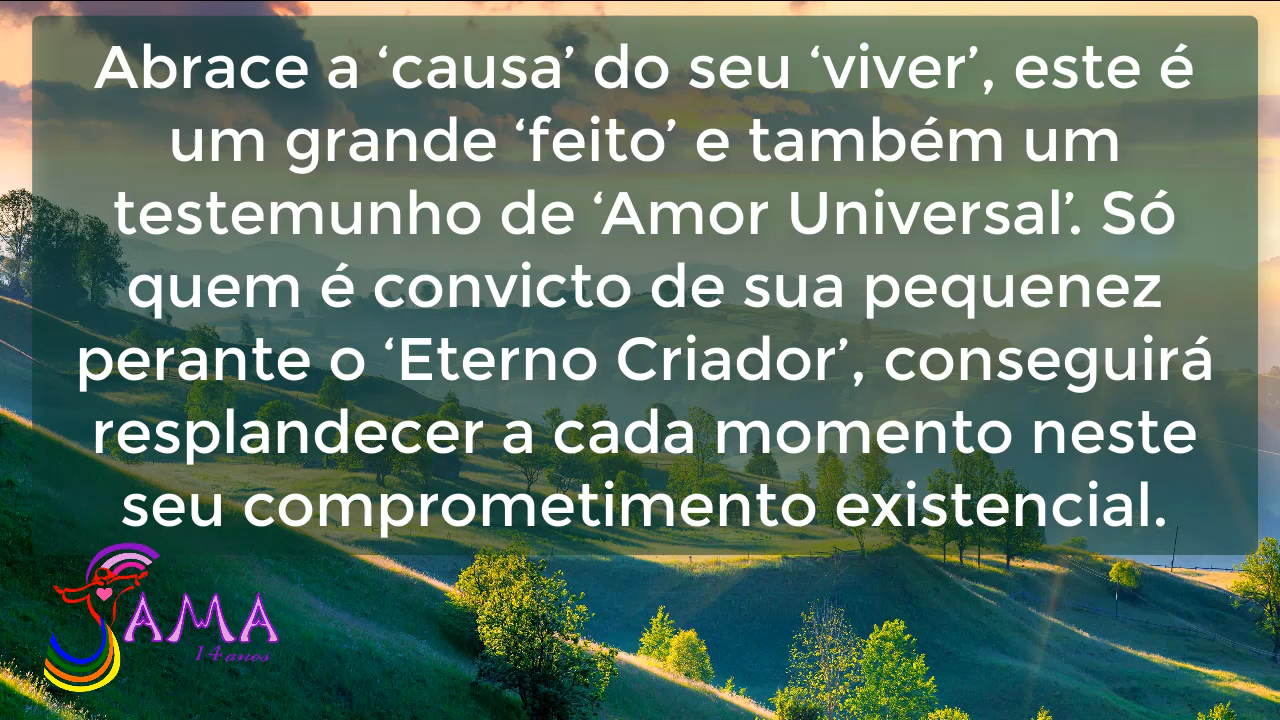 Abrace a ‘causa’ do seu ‘viver’, este é
um grande ‘feito’ e também um
testemunho de ‘Amor Universal’. Só
quem é convicto de sua pequenez
perante o ‘Eterno Criador’, conseguirá
resplandecer a cada momento neste
seu comprometimento existencial.
SAMA
14 anos